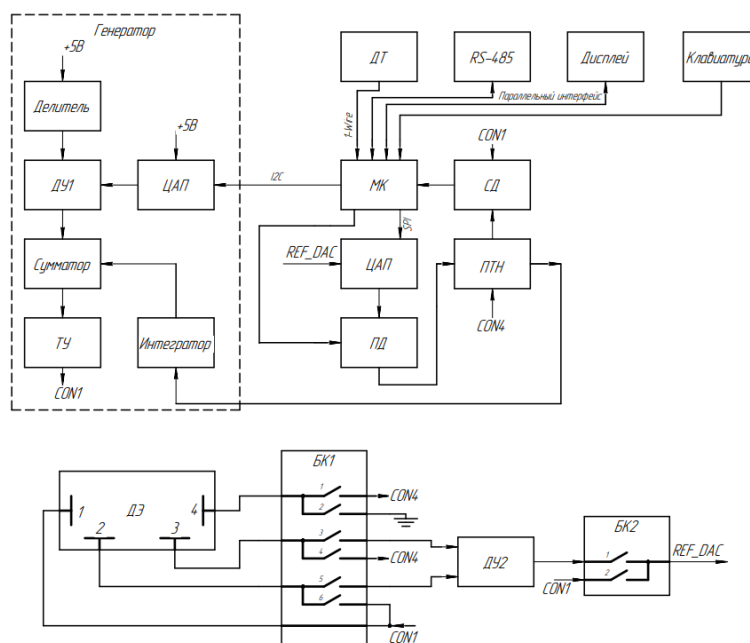 Генератор
+5В
Делитель
ДУ1
+5В
ЦАП
Сумматор
ТУ
CON1
Интегратор
ДТ
RS-485
Дисплей
Клавиатура
1-Wire
Параллельный интерфейс
I2C
МК
SPI
CON1
СД
REF_DAC
ЦАП
ПТН
CON4
ПД
ДЭ
1
2
3
4
БК1
1
2
3
4
5
6
CON4
CON4
CON1
ДУ2
БК2
1
2
CON1
REF_DAC